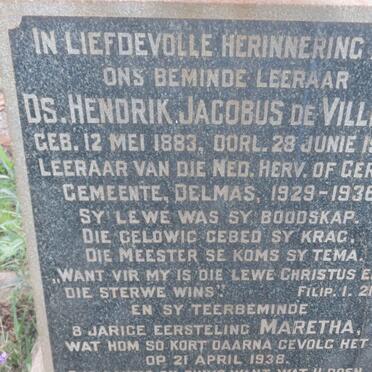 IN LIEFDEVOLLE HERINNERING
ONS BEMINDE LEERAAR
DS. HENDRIK JACOBUS DE VILL
GEB. 12 MEI 1883, OORL. 28 JUNIE 19
LEERAAR VAN DIE NED. HERV. OF GER
GEMEENTE, DELMAS, 1929-1938
SY LEWE WAS SY BOODSKAP,
DIE GELOWIG GEBED SY KRAG,
DIE MEESTER SE KOMS SY TEMA,
"WANT VIR MY IS DIE LEWE CHRISTUS E
DIE STERWE WINS". FILIP. 1. 21
EN SY TEERBEMINDE
8 JARIGE EERSTELING MARETHA,
WAT HOM SO KORT DAARNA GEVOLG HET
OP 21 APRIL 1938.